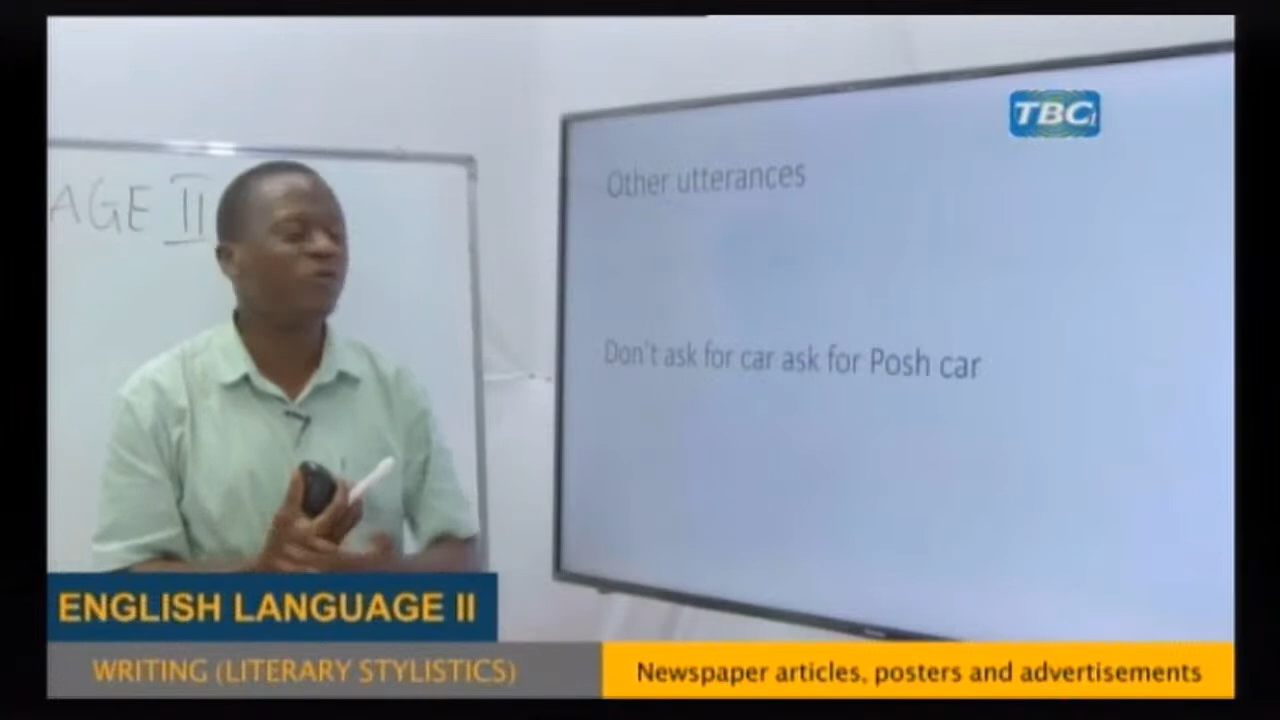 TBC1
AGE II
Other utterances
Don't ask for car ask for Posh car
ENGLISH LANGUAGE II
WRITING (LITERARY STYLISTICS)
Newspaper articles, posters and advertisements